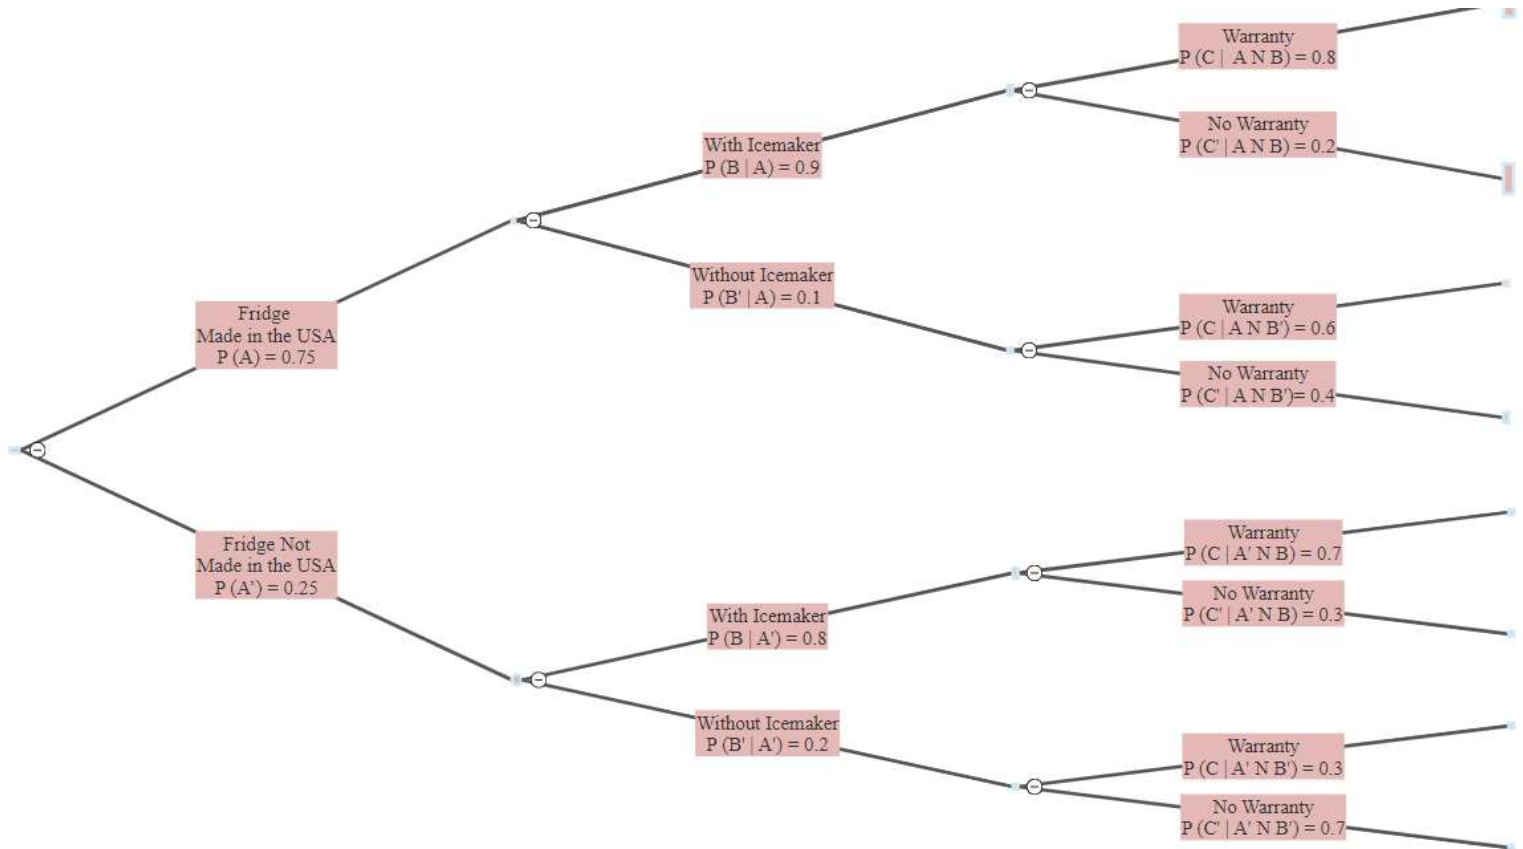 Warranty
P (C | A N B) = 0.8
No Warranty
P (C' | A N B) = 0.2
With Icemaker
P (B | A) = 0.9
Without Icemaker
P (B' | A) = 0.1
Warranty
P (C | A N B') = 0.6
No Warranty
P (C' | A N B')= 0.4
Fridge
Made in the USA
P (A) = 0.75
Fridge Not
Made in the USA
P (A') = 0.25
Warranty
P (C | A' N B) = 0.7
No Warranty
P (C' | A' N B) = 0.3
With Icemaker
P (B | A') = 0.8
Without Icemaker
P (B' | A') = 0.2
Warranty
P (C | A' N B') = 0.3
No Warranty
P (C' | A' N B') = 0.7